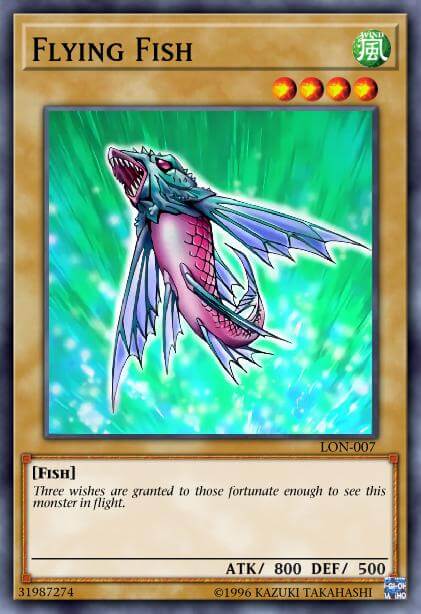 Flying Fish
WIND
風
LON-007
[Fish]
Three wishes are granted to those fortunate enough to see this
monster in flight.
ATK/ 800 DEF/ 500
31987274
©1996 KAZUKI TAKAHASHI